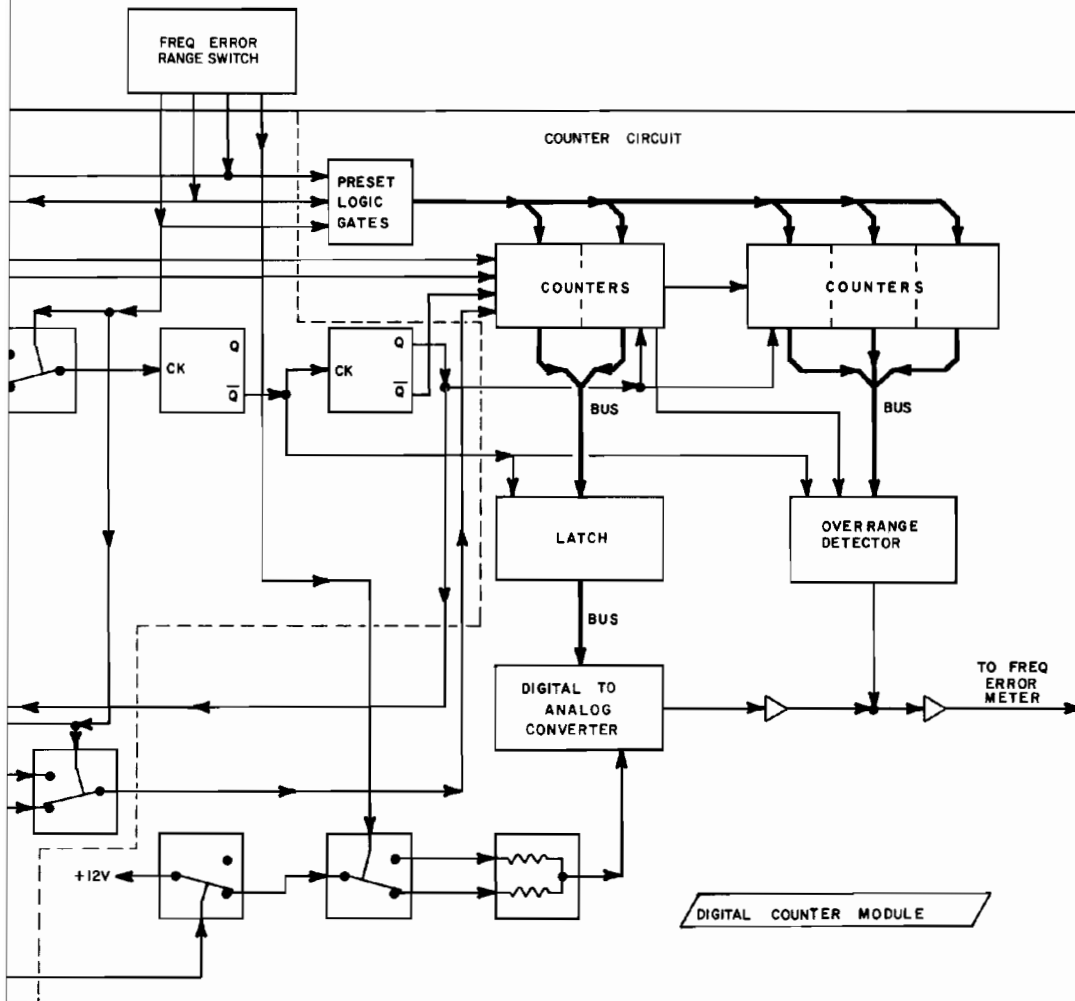 FREQ ERROR
RANGE SWITCH
COUNTER CIRCUIT
PRESET
LOGIC
GATES
COUNTERS
COUNTERS
CK
Q
Q̅
CK
Q
Q̅
BUS
BUS
LATCH
OVERRANGE
DETECTOR
BUS
DIGITAL TO
ANALOG
CONVERTER
TO FREQ
ERROR
METER
+12V
DIGITAL COUNTER MODULE